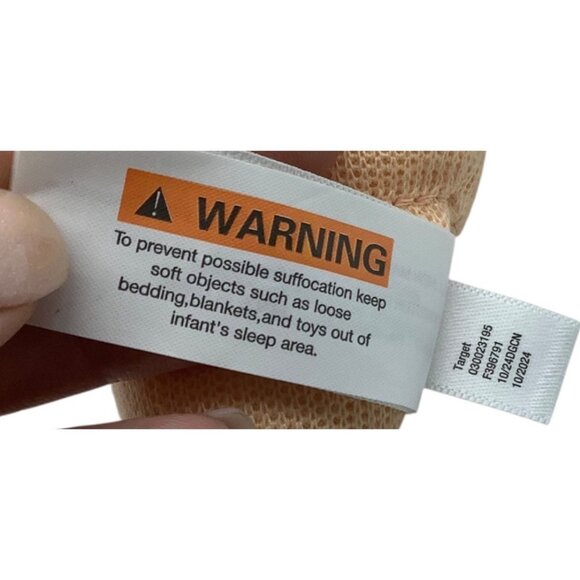 WARNING
To prevent possible suffocation keep
soft objects such as loose
bedding,blankets,and toys out of
infant's sleep area.
Target
030023195
F396791
10/24DGCN
10/2024